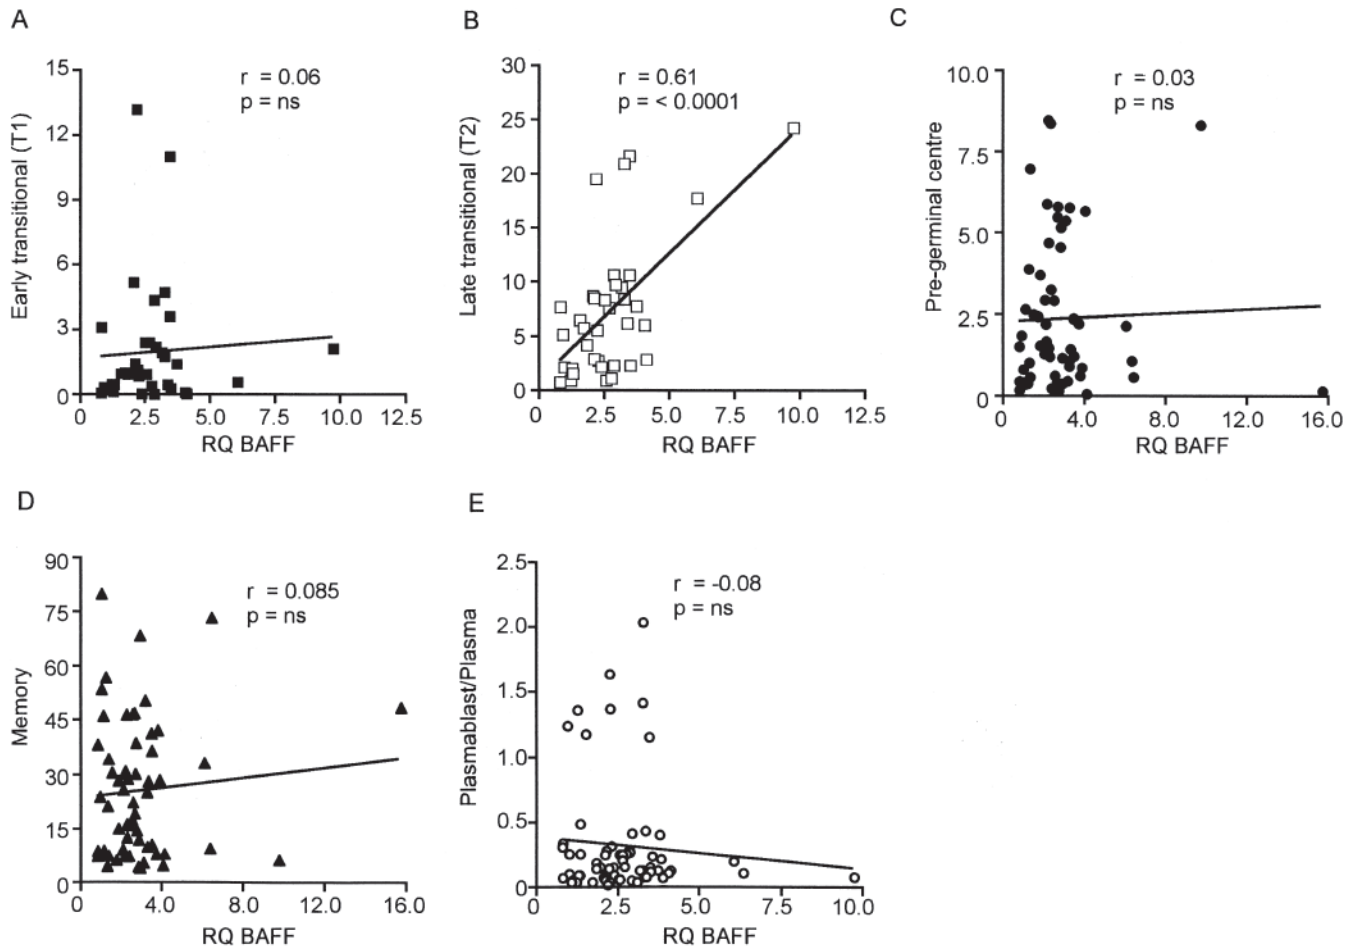 A
r = 0.06
p = ns
Early transitional (T1)
15
12
9
6
3
0
0 2.5 5.0 7.5 10.0 12.5
RQ BAFF
B
r = 0.61
p = < 0.0001
Late transitional (T2)
30
25
20
15
10
5
0
0 2.5 5.0 7.5 10.0 12.5
RQ BAFF
C
r = 0.03
p = ns
Pre-germinal centre
10.0
7.5
5.0
2.5
0
0 4.0 8.0 12.0 16.0
RQ BAFF
D
r = 0.085
p = ns
Memory
90
75
60
45
30
15
0
0 4.0 8.0 12.0 16.0
RQ BAFF
E
r = -0.08
p = ns
Plasmablast/Plasma
2.5
2.0
1.5
1.0
0.5
0
0 2.5 5.0 7.5 10.0
RQ BAFF